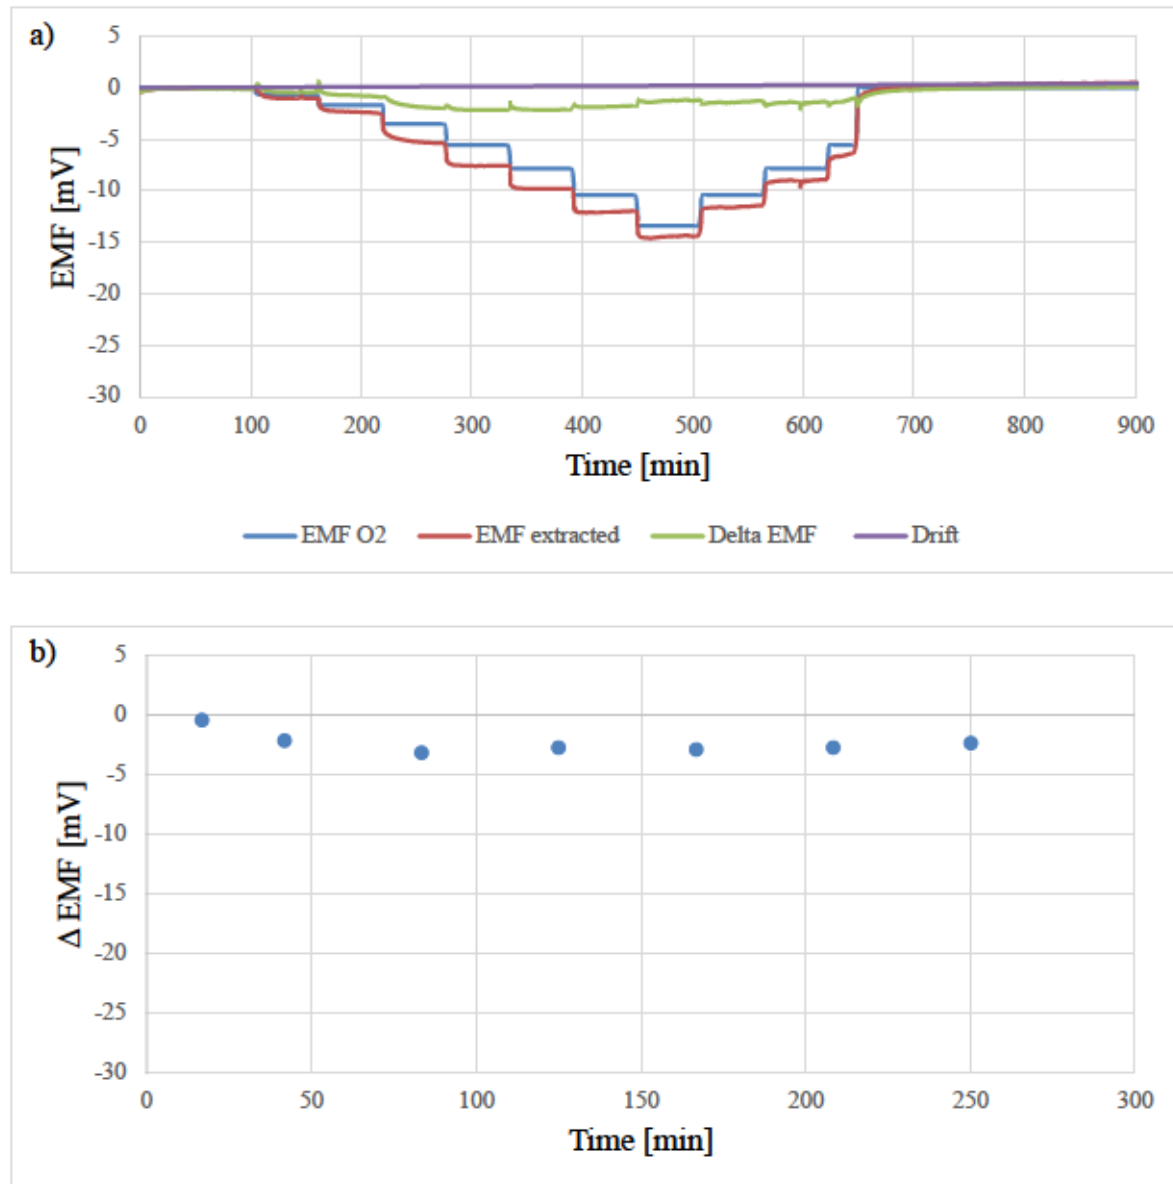 a)
5
0
-5
-10
-15
-20
-25
-30
EMF [mV]
0 100 200 300 400 500 600 700 800 900
Time [min]
EMF O2 EMF extracted Delta EMF Drift
b)
5
0
-5
-10
-15
-20
-25
-30
Δ EMF [mV]
0 50 100 150 200 250 300
Time [min]